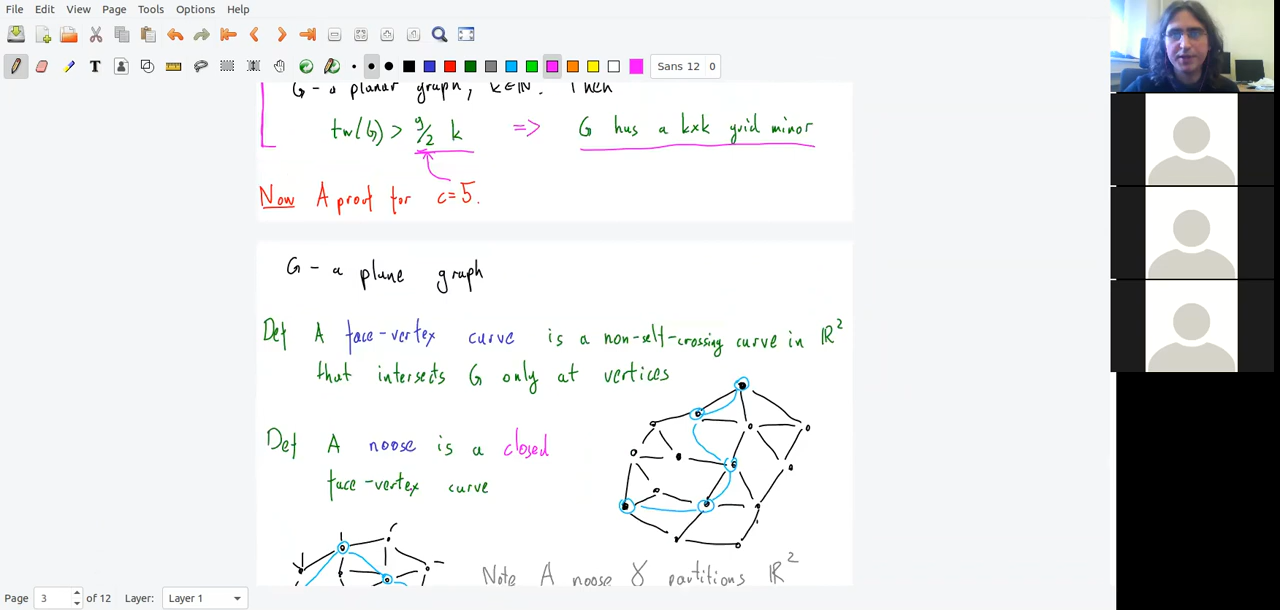 File Edit View Page Tools Options Help
Sans 12 0
G - a planar graph, k∈ℕ. Then
tw(G) > 9/2 k => G has a k×k grid minor
Now A proof for c=5.
G - a plane graph
Def A face-vertex curve is a non-self-crossing curve in ℝ²
that intersects G only at vertices
Def A noose is a closed
face-vertex curve
Note A noose γ partitions ℝ²
Page 3 of 12 Layer: Layer 1